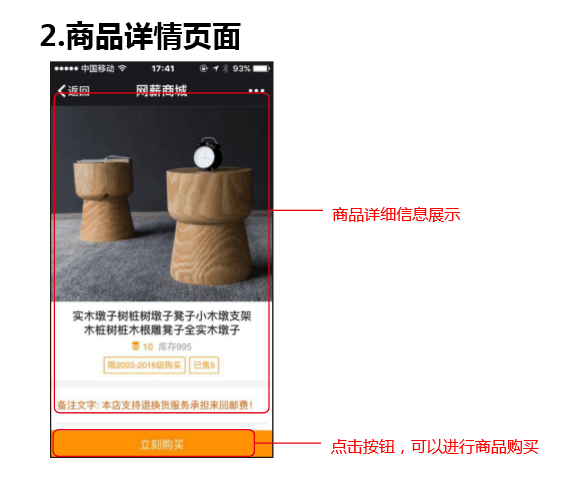 2.商品详情页面
中国移动 17:41 93%
返回 网薪商城
商品详细信息展示
实木墩子树桩树墩子凳子小木墩支架
木桩树桩木根雕凳子全实木墩子
10 库存995
限2003-2016级购买 已售5
备注文字: 本店支持退换货服务承担来回邮费!
立刻购买
点击按钮，可以进行商品购买